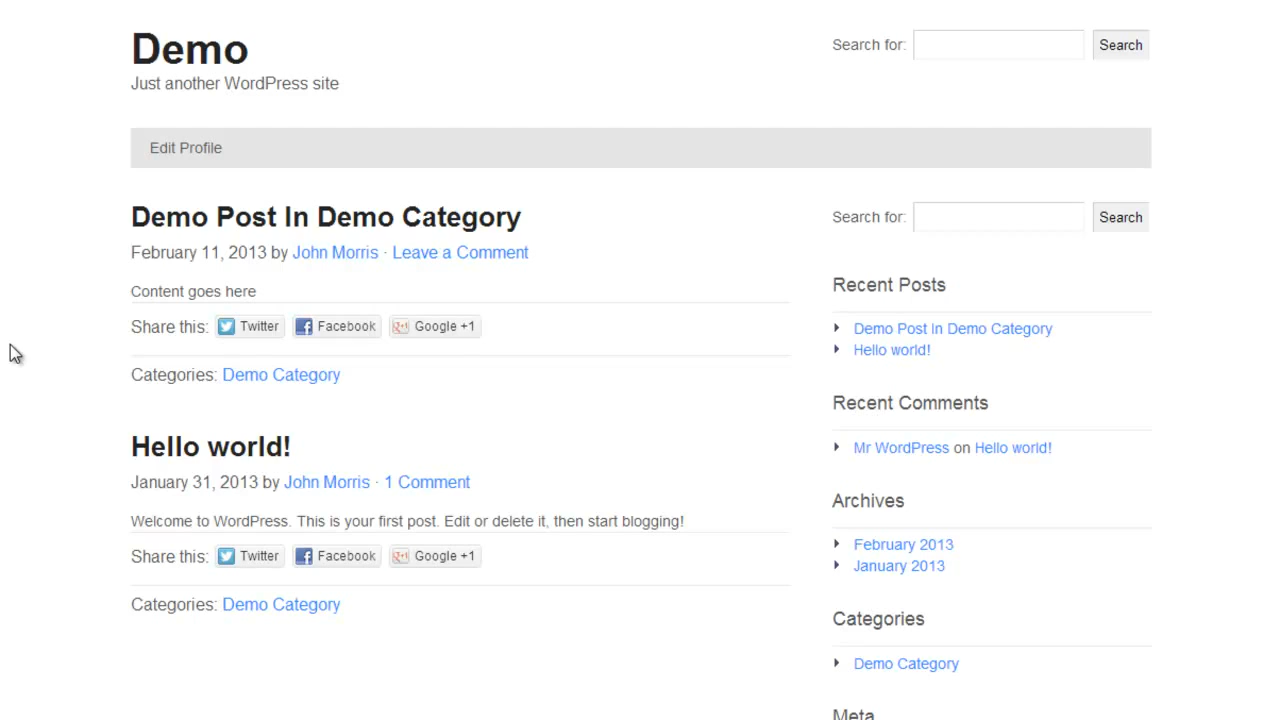 Demo
Just another WordPress site
Search for: Search
Edit Profile
Demo Post In Demo Category
February 11, 2013 by John Morris · Leave a Comment
Content goes here
Share this: Twitter Facebook Google +1
Categories: Demo Category
Hello world!
January 31, 2013 by John Morris · 1 Comment
Welcome to WordPress. This is your first post. Edit or delete it, then start blogging!
Share this: Twitter Facebook Google +1
Categories: Demo Category
Search for: Search
Recent Posts
Demo Post In Demo Category
Hello world!
Recent Comments
Mr WordPress on Hello world!
Archives
February 2013
January 2013
Categories
Demo Category
Meta